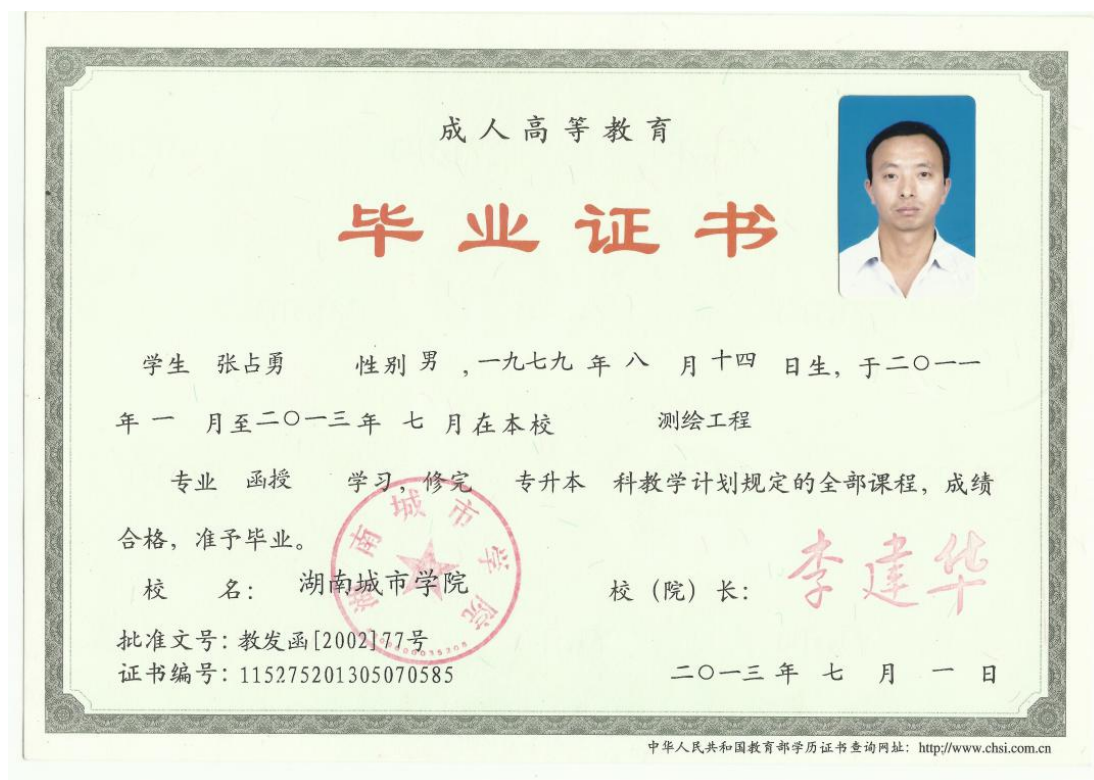 成人高等教育
毕业证书
学生 张占勇 性别 男 ,一九七九 年 八 月 十四 日生, 于二〇一一
年 一 月至二〇一三年 七 月在本校 测绘工程
专业 函授 学习, 修完 专升本 科教学计划规定的全部课程, 成绩
合格, 准予毕业。
校 名: 湖南城市学院
校（院）长: 李建华
批准文号: 教发函[2002]77号
证书编号: 115275201305070585
二〇一三年 七 月 一 日
湖南城市学院
中华人民共和国教育部学历证书查询网址: http://www.chsi.com.cn